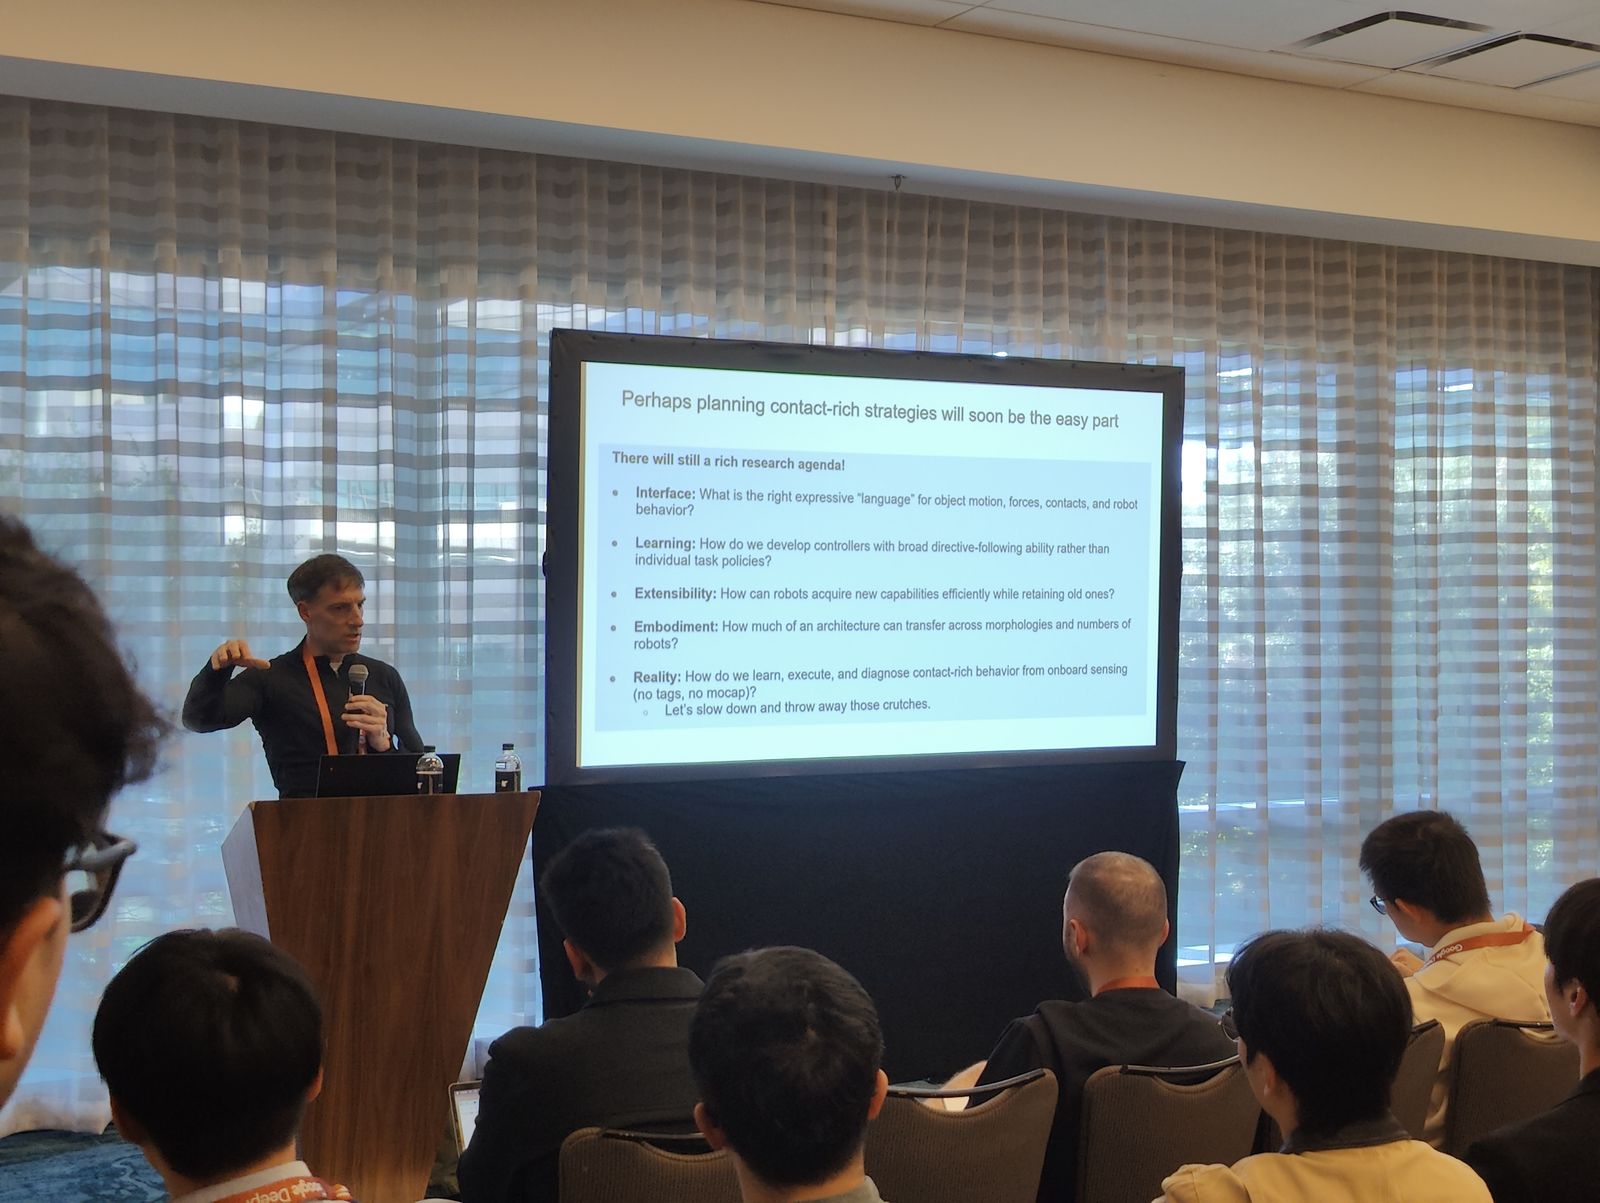 Perhaps planning contact-rich strategies will soon be the easy part
There will still a rich research agenda!
• Interface: What is the right expressive "language" for object motion, forces, contacts, and robot
behavior?
• Learning: How do we develop controllers with broad directive-following ability rather than
individual task policies?
• Extensibility: How can robots acquire new capabilities efficiently while retaining old ones?
• Embodiment: How much of an architecture can transfer across morphologies and numbers of
robots?
• Reality: How do we learn, execute, and diagnose contact-rich behavior from onboard sensing
(no tags, no mocap)?
○ Let's slow down and throw away those crutches.
Google
Google